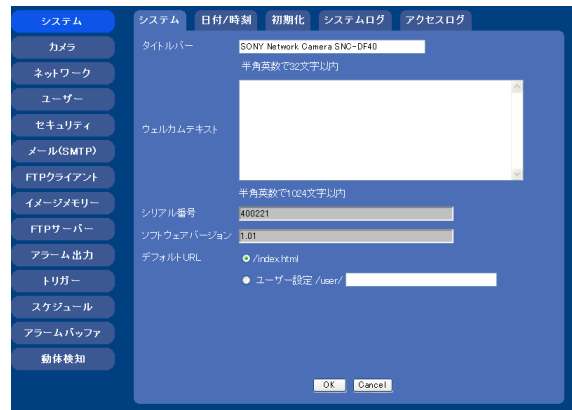 システム
カメラ
ネットワーク
ユーザー
セキュリティ
メール(SMTP)
FTPクライアント
イメージメモリー
FTPサーバー
アラーム出力
トリガー
スケジュール
アラームバッファ
動体検知
システム 日付/時刻 初期化 システムログ アクセスログ
タイトルバー SONY Network Camera SNC-DF40
半角英数で32文字以内
ウェルカムテキスト
半角英数で1024文字以内
シリアル番号 400221
ソフトウェアバージョン 1.01
デフォルトURL /index.html
ユーザー設定 /user/
OK Cancel